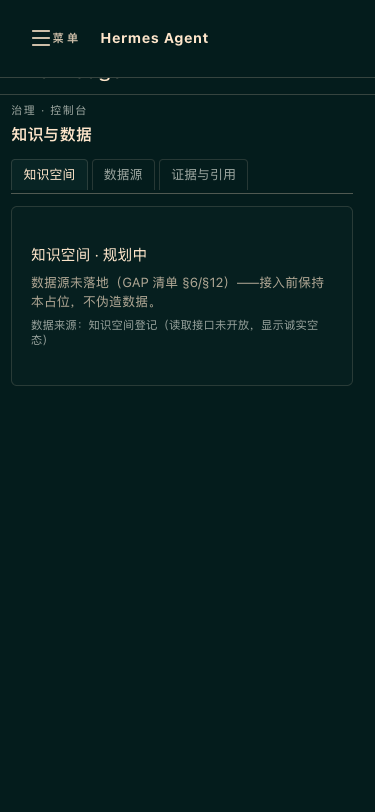 菜单 Hermes Agent
治理 · 控制台
知识与数据
知识空间 数据源 证据与引用
知识空间 · 规划中
数据源未落地（GAP 清单 §6/§12）——接入前保持
本占位，不伪造数据。
数据来源：知识空间登记（读取接口未开放，显示诚实空
态）